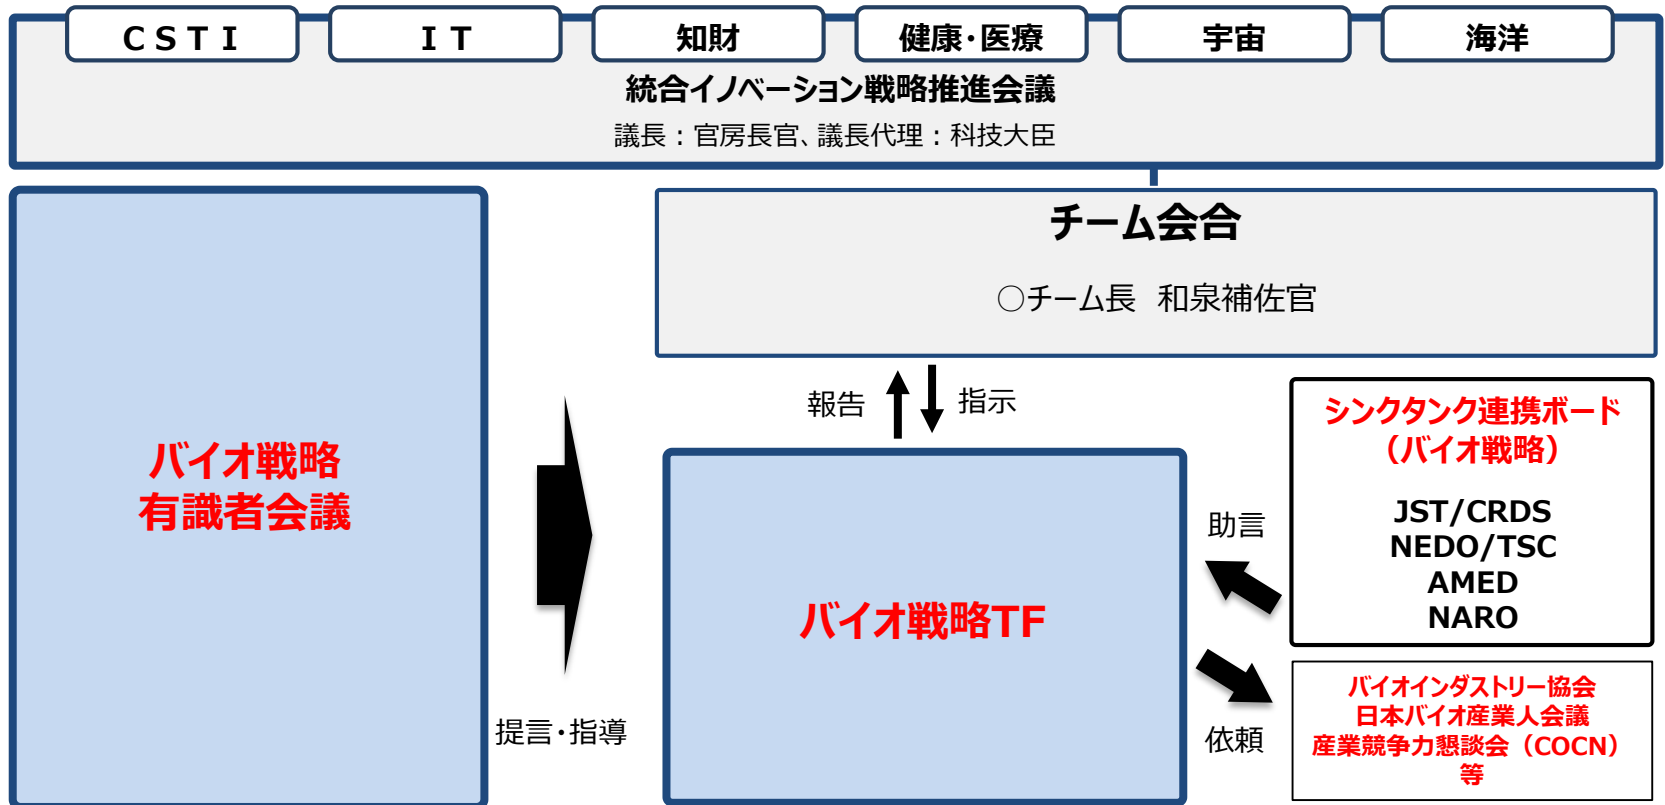 CSTI
IT
知財
健康・医療
宇宙
海洋
統合イノベーション戦略推進会議
議長：官房長官、議長代理：科技大臣
チーム会合
○チーム長　和泉補佐官
報告
指示
バイオ戦略
有識者会議
提言・指導
バイオ戦略TF
助言
依頼
シンクタンク連携ボード
（バイオ戦略）
JST/CRDS
NEDO/TSC
AMED
NARO
バイオインダストリー協会
日本バイオ産業人会議
産業競争力懇談会（COCN）
等